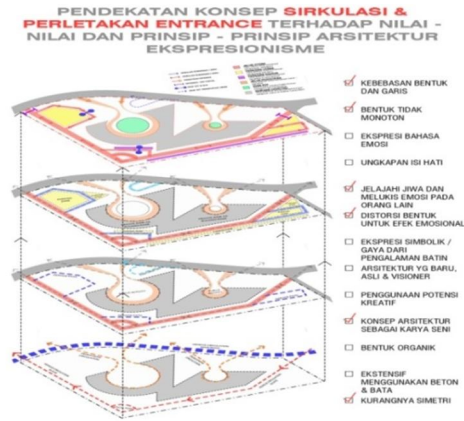 PENDEKATAN KONSEP SIRKULASI &
PERLETAKAN ENTRANCE TERHADAP NILAI -
NILAI DAN PRINSIP - PRINSIP ARSITEKTUR
EKSPRESIONISME
KEBEBASAN BENTUK
DAN GARIS
BENTUK TIDAK
MONOTON
EKSPRESI BAHASA
EMOSI
UNGKAPAN ISI HATI
JELAJAHI JIWA DAN
MELUKIS EMOSI PADA
ORANG LAIN
DISTORSI BENTUK
UNTUK EFEK EMOSIONAL
EKSPRESI SIMBOLIK /
GAYA DARI
PENGALAMAN BATIN
ARSITEKTUR YG BARU,
ASLI & VISIONER
PENGGUNAAN POTENSI
KREATIF
KONSEP ARSITEKTUR
SEBAGAI KARYA SENI
BENTUK ORGANIK
EKSTENSIF
MENGGUNAKAN BETON
& BATA
KURANGNYA SIMETRI